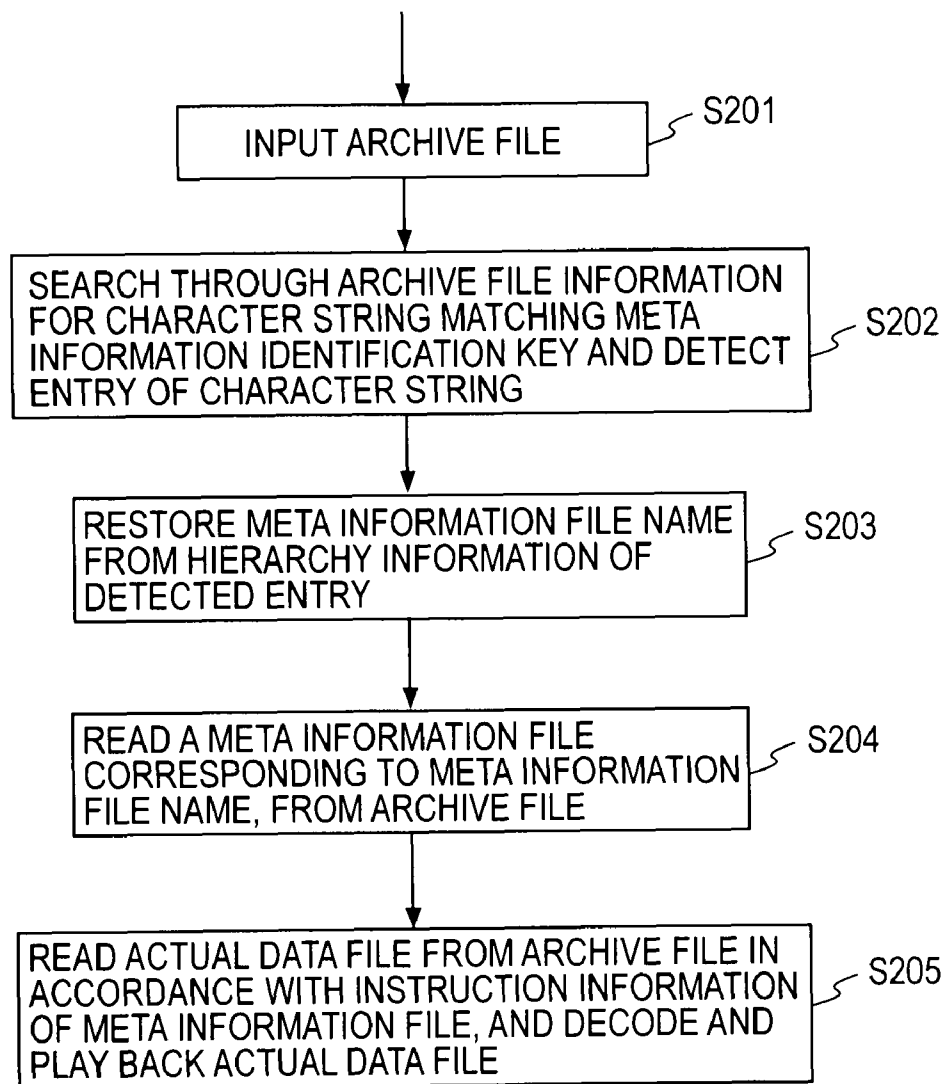 S201
INPUT ARCHIVE FILE
SEARCH THROUGH ARCHIVE FILE INFORMATION
FOR CHARACTER STRING MATCHING META
INFORMATION IDENTIFICATION KEY AND DETECT
ENTRY OF CHARACTER STRING
S202
RESTORE META INFORMATION FILE NAME
FROM HIERARCHY INFORMATION OF
DETECTED ENTRY
S203
READ A META INFORMATION FILE
CORRESPONDING TO META INFORMATION
FILE NAME, FROM ARCHIVE FILE
S204
READ ACTUAL DATA FILE FROM ARCHIVE FILE IN
ACCORDANCE WITH INSTRUCTION INFORMATION
OF META INFORMATION FILE, AND DECODE AND
PLAY BACK ACTUAL DATA FILE
S205